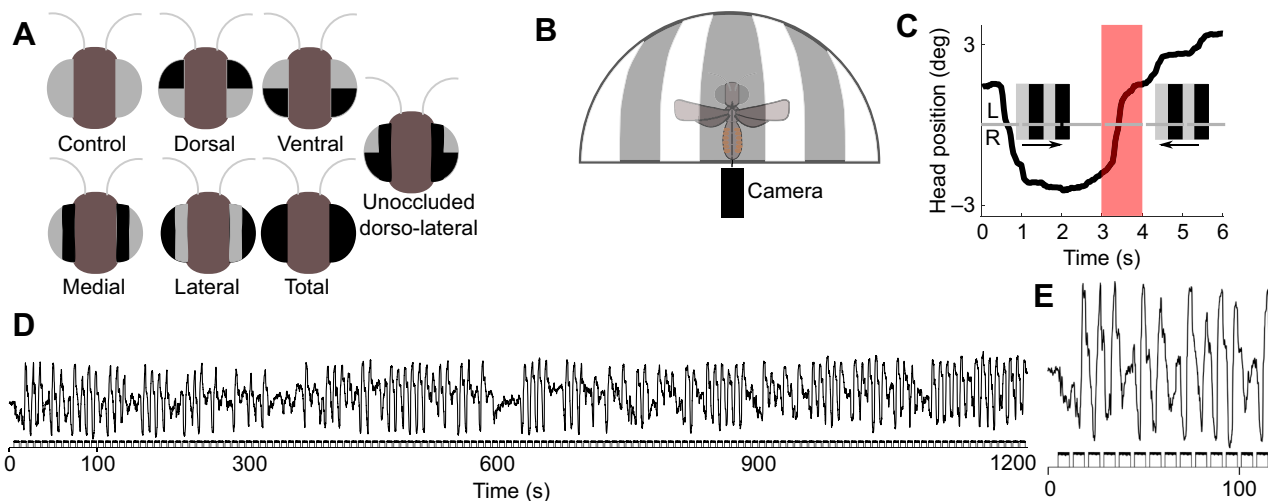 A
Control
Dorsal
Ventral
Medial
Lateral
Total
Unoccluded
dorso-lateral
B
Camera
C
Head position (deg)
3
L
R
–3
0 1 2 3 4 5 6
Time (s)
D
0 100 300 600 900 1200
Time (s)
E
0 100